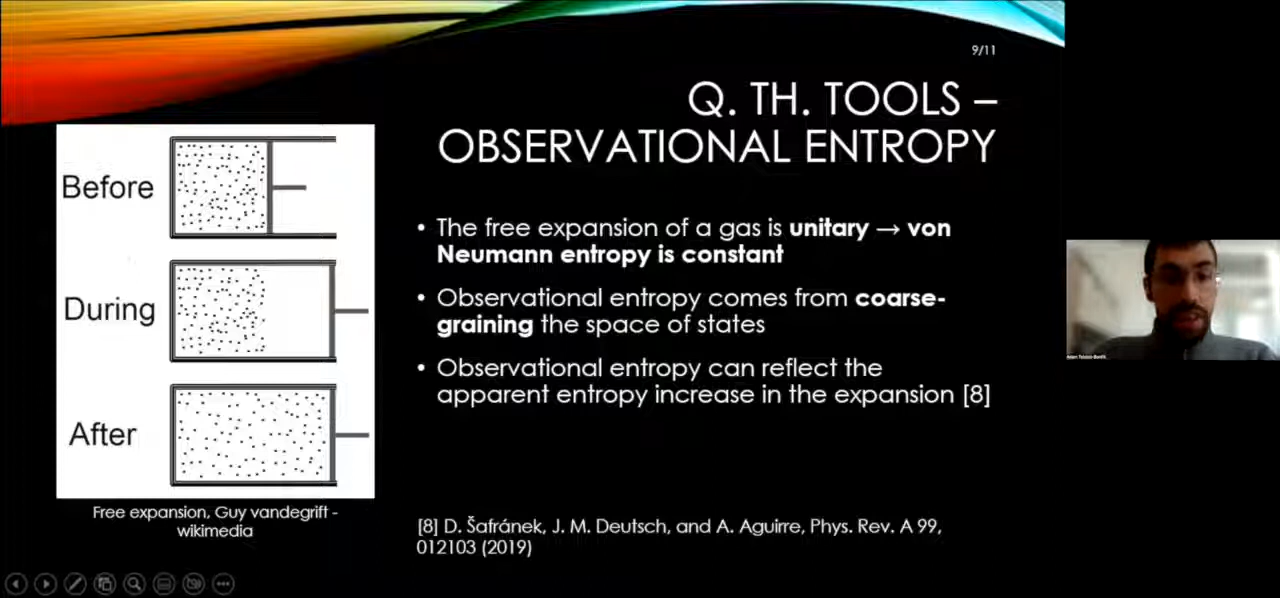 9/11
Q. TH. TOOLS –
OBSERVATIONAL ENTROPY
Before
During
After
Free expansion, Guy vandegrift -
wikimedia
• The free expansion of a gas is unitary → von
Neumann entropy is constant
• Observational entropy comes from coarse-
graining the space of states
• Observational entropy can reflect the
apparent entropy increase in the expansion [8]
[8] D. Šafránek, J. M. Deutsch, and A. Aguirre, Phys. Rev. A 99,
012103 (2019)